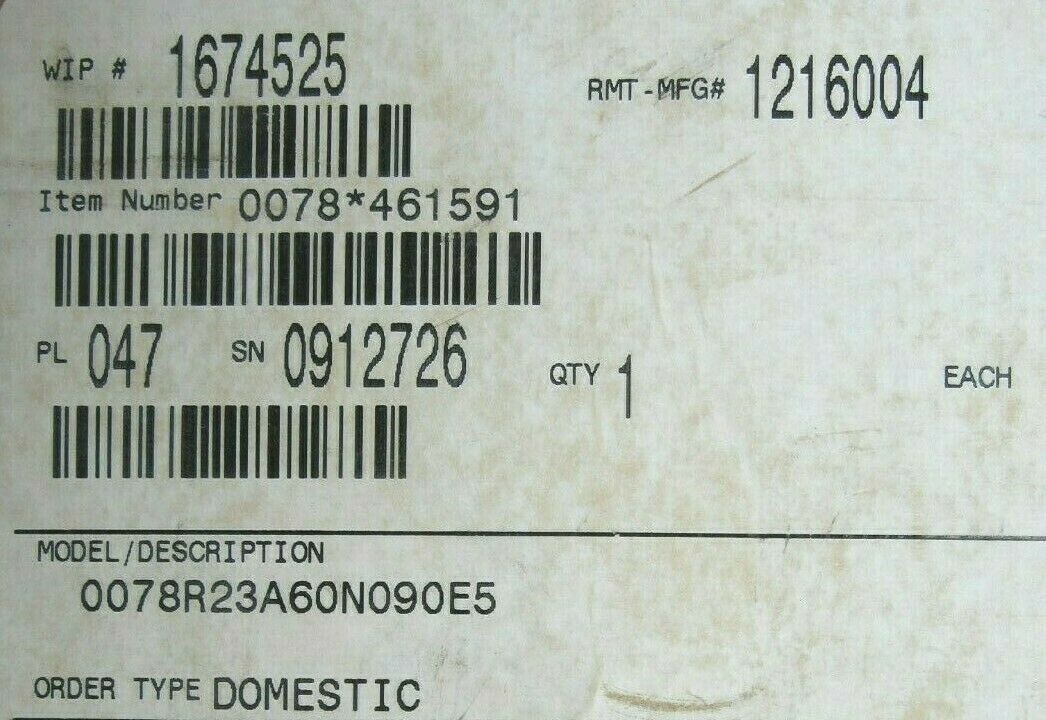 WIP # 1674525
RMT-MFG# 1216004
Item Number 0078*461591
PL 047 SN 0912726
QTY 1 EACH
MODEL/DESCRIPTION
0078R23A60N090E5
ORDER TYPE DOMESTIC